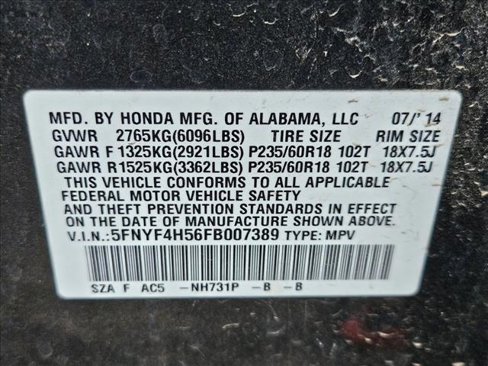 MFD. BY HONDA MFG. OF ALABAMA, LLC 07/'14
GVWR 2765KG(6096LBS) TIRE SIZE RIM SIZE
GAWR F 1325KG(2921LBS) P235/60R18 102T 18X7.5J
GAWR R 1525KG(3362LBS) P235/60R18 102T 18X7.5J
THIS VEHICLE CONFORMS TO ALL APPLICABLE
FEDERAL MOTOR VEHICLE SAFETY
AND THEFT PREVENTION STANDARDS IN EFFECT
ON THE DATE OF MANUFACTURE SHOWN ABOVE.
V.I.N.:5FNYF4H56FB007389 TYPE: MPV
SZA F AC5 -NH731P -B -B